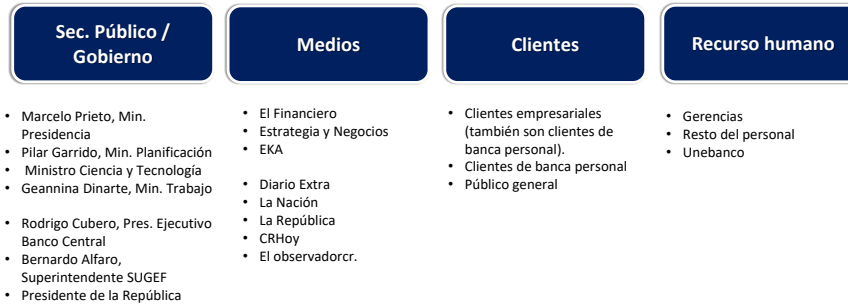 Sec. Público /
Gobierno
• Marcelo Prieto, Min.
Presidencia
• Pilar Garrido, Min. Planificación
• Ministro Ciencia y Tecnología
• Geannina Dinarte, Min. Trabajo
• Rodrigo Cubero, Pres. Ejecutivo
Banco Central
• Bernardo Alfaro,
Superintendente SUGEF
• Presidente de la República
Medios
• El Financiero
• Estrategia y Negocios
• EKA
• Diario Extra
• La Nación
• La República
• CRHoy
• El observadorcr.
Clientes
• Clientes empresariales
(también son clientes de
banca personal).
• Clientes de banca personal
• Público general
Recurso humano
• Gerencias
• Resto del personal
• Unebanco